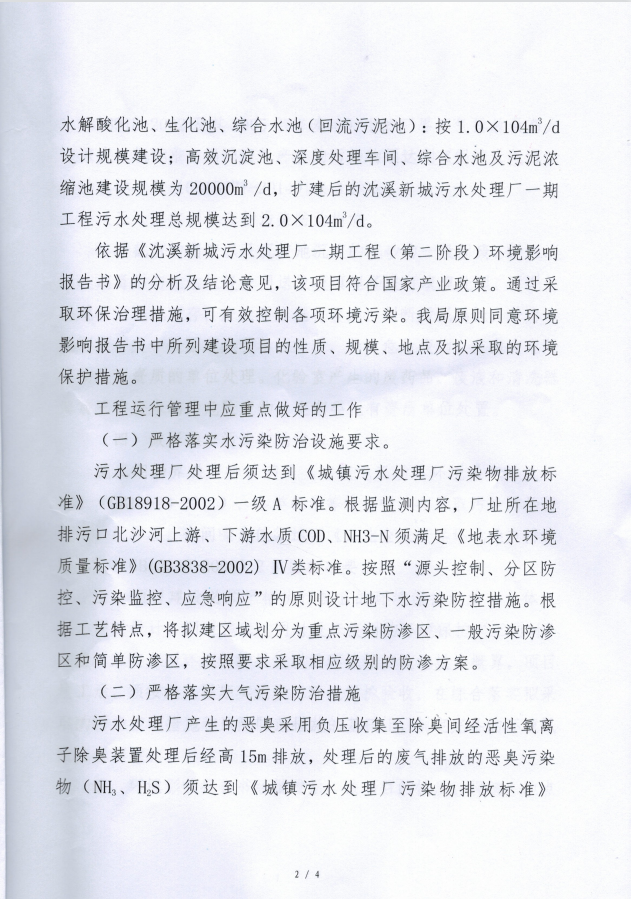 水解酸化池、生化池、综合水池（回流污泥池）：按 1.0×104m³/d
设计规模建设；高效沉淀池、深度处理车间、综合水池及污泥浓
缩池建设规模为 20000m³ /d，扩建后的沈溪新城污水处理厂一期
工程污水处理总规模达到 2.0×104m³/d。
依据《沈溪新城污水处理厂一期工程（第二阶段）环境影响
报告书》的分析及结论意见，该项目符合国家产业政策。通过采
取环保治理措施，可有效控制各项环境污染。我局原则同意环境
影响报告书中所列建设项目的性质、规模、地点及拟采取的环境
保护措施。
工程运行管理中应重点做好的工作
（一）严格落实水污染防治设施要求。
污水处理厂处理后须达到《城镇污水处理厂污染物排放标
准》（GB18918-2002）一级 A 标准。根据监测内容，厂址所在地
排污口北沙河上游、下游水质 COD、NH3-N 须满足《地表水环境
质量标准》(GB3838-2002) Ⅳ类标准。按照“源头控制、分区防
控、污染监控、应急响应”的原则设计地下水污染防控措施。根
据工艺特点，将拟建区域划分为重点污染防渗区、一般污染防渗
区和简单防渗区，按照要求采取相应级别的防渗方案。
（二）严格落实大气污染防治措施
污水处理厂产生的恶臭采用负压收集至除臭间经活性氧离
子除臭装置处理后经高 15m 排放，处理后的废气排放的恶臭污染
物（NH₃、H₂S）须达到《城镇污水处理厂污染物排放标准》
2 / 4